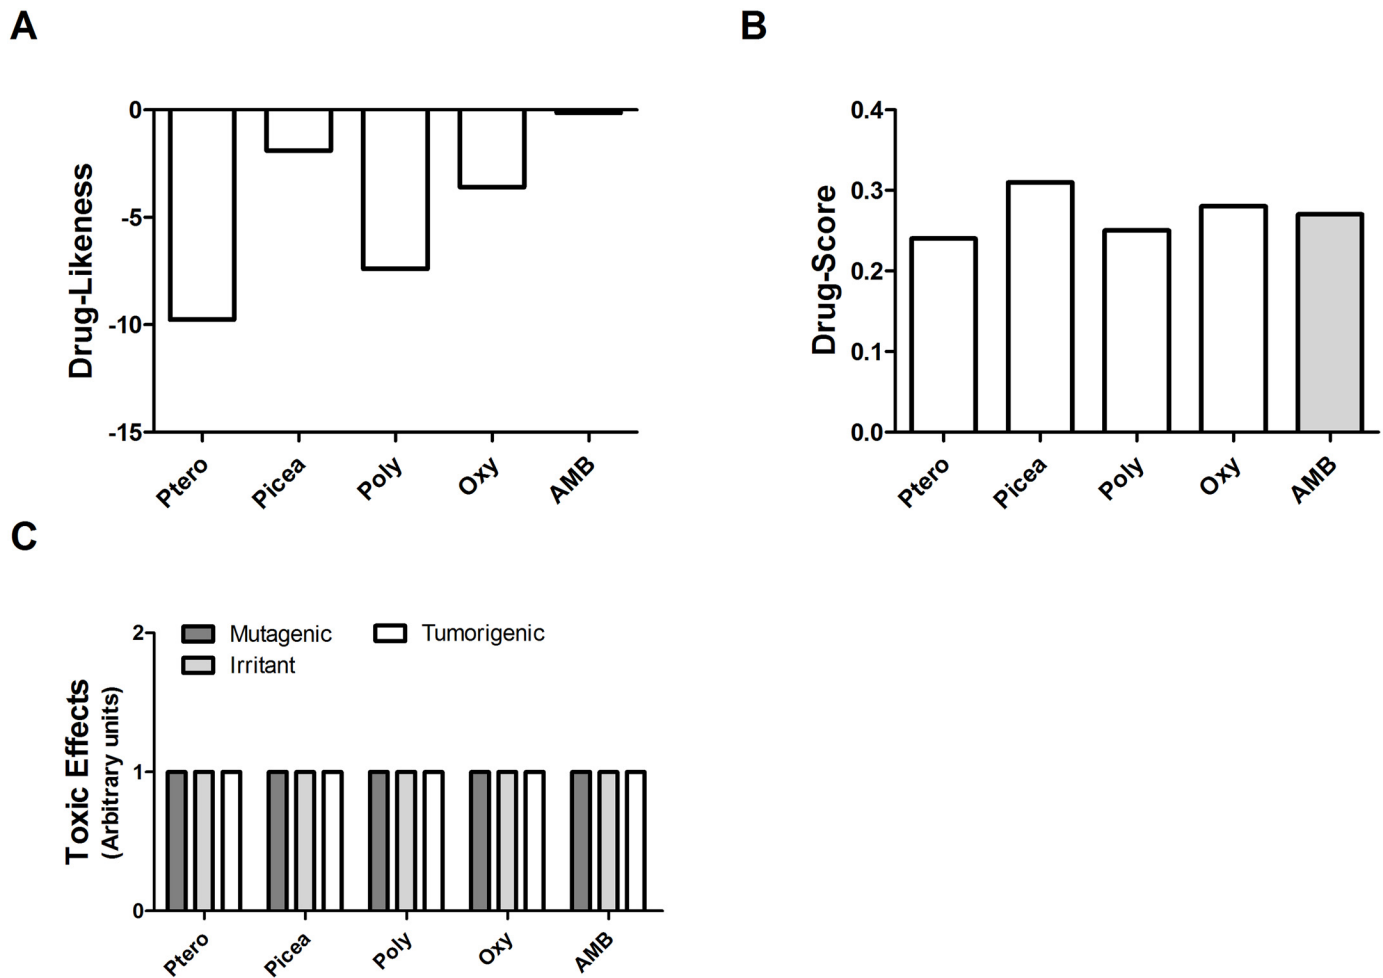 A
0
-5
-10
-15
Drug-Likeness
Ptero
Picea
Poly
Oxy
AMB
B
0.4
0.3
0.2
0.1
0.0
Drug-Score
Ptero
Picea
Poly
Oxy
AMB
C
2
1
0
Toxic Effects
(Arbitrary units)
Mutagenic
Irritant
Tumorigenic
Ptero
Picea
Poly
Oxy
AMB